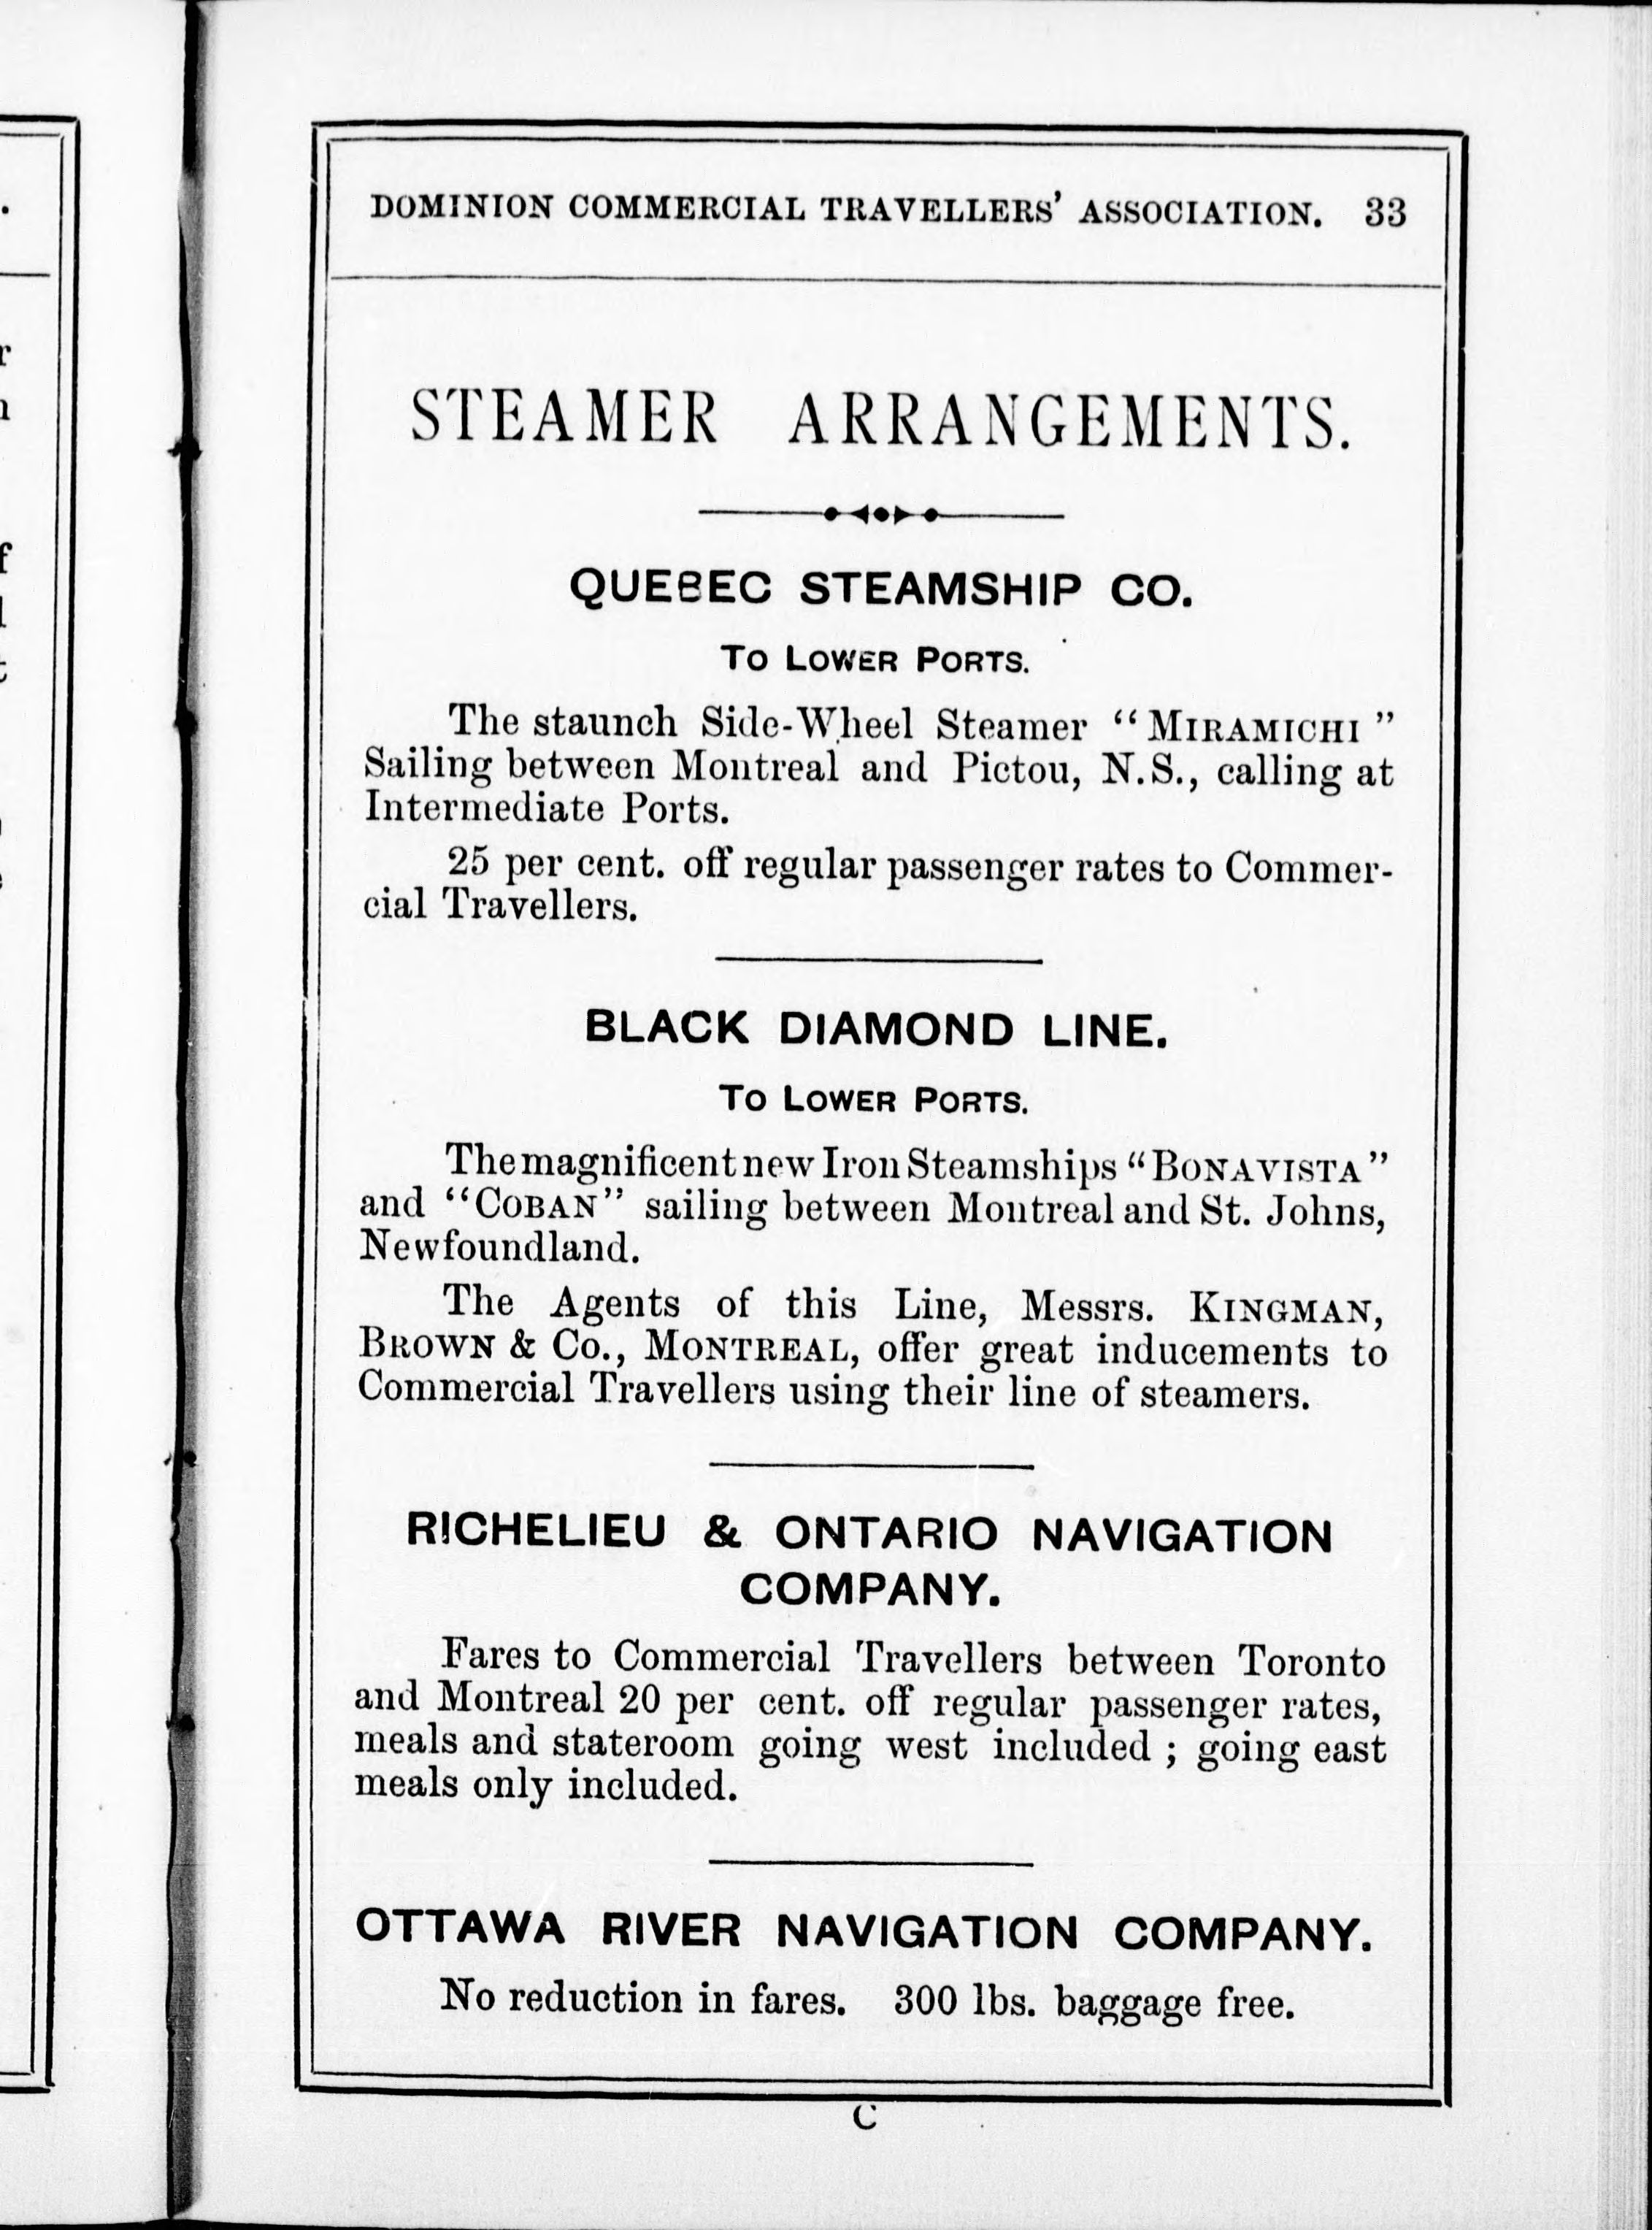 DOMINION COMMERCIAL TRAVELLERS' ASSOCIATION. 33
STEAMER ARRANGEMENTS.
QUEBEC STEAMSHIP CO.
TO LOWER PORTS.
The staunch Side-Wheel Steamer "MIRAMICHI"
Sailing between Montreal and Pictou, N.S., calling at
Intermediate Ports.
25 per cent. off regular passenger rates to Commer-
cial Travellers.
BLACK DIAMOND LINE.
TO LOWER PORTS.
The magnificent new Iron Steamships "BONAVISTA"
and "COBAN" sailing between Montreal and St. Johns,
Newfoundland.
The Agents of this Line, Messrs. KINGMAN,
BROWN & CO., MONTREAL, offer great inducements to
Commercial Travellers using their line of steamers.
RICHELIEU & ONTARIO NAVIGATION
COMPANY.
Fares to Commercial Travellers between Toronto
and Montreal 20 per cent. off regular passenger rates,
meals and stateroom going west included ; going east
meals only included.
OTTAWA RIVER NAVIGATION COMPANY.
No reduction in fares. 300 lbs. baggage free.
C